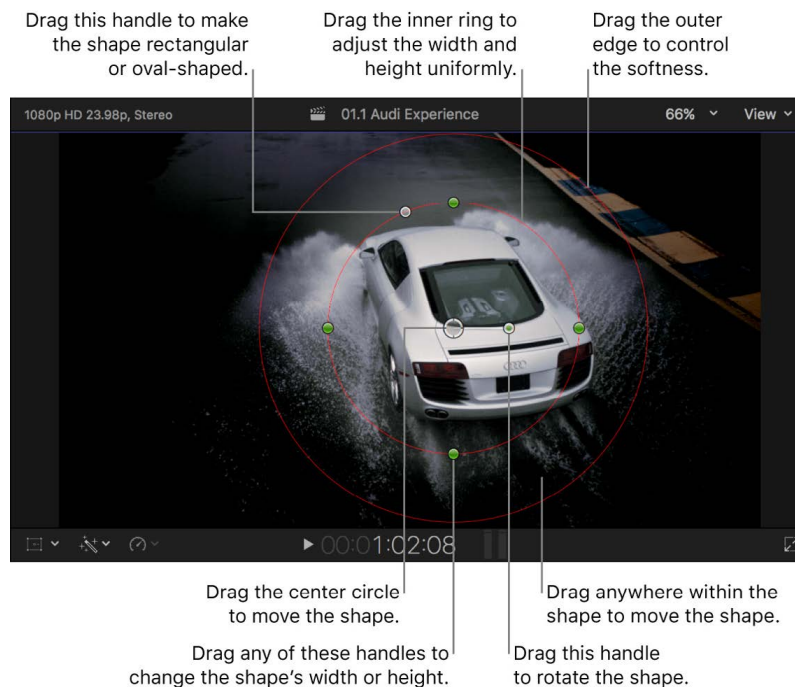 Drag this handle to make
the shape rectangular
or oval-shaped.
Drag the inner ring to
adjust the width and
height uniformly.
Drag the outer
edge to control
the softness.
1080p HD 23.98p, Stereo
01.1 Audi Experience
66%
View
00:01:02:08
Drag the center circle
to move the shape.
Drag anywhere within the
shape to move the shape.
Drag any of these handles to
change the shape's width or height.
Drag this handle
to rotate the shape.